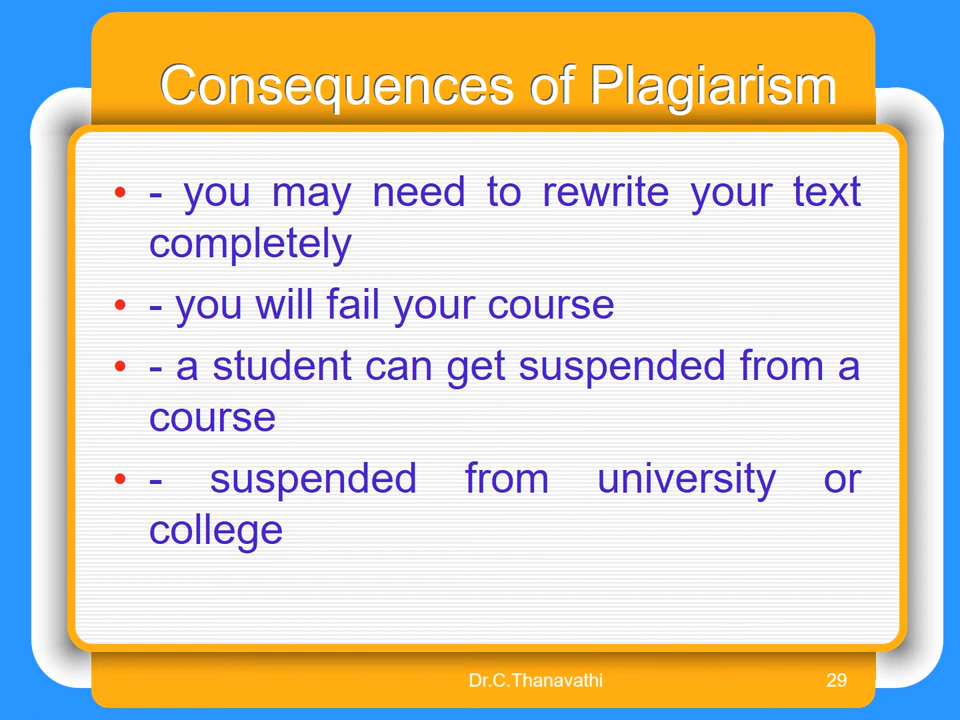 Consequences of Plagiarism
• - you may need to rewrite your text
completely
• - you will fail your course
• - a student can get suspended from a
course
• - suspended from university or
college
Dr.C.Thanavathi 29